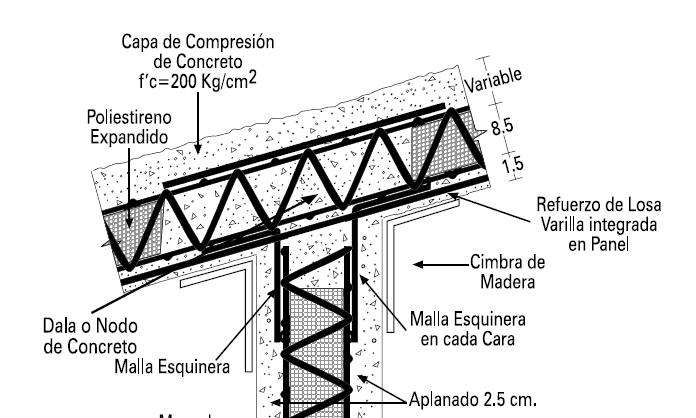 Capa de Compresión
de Concreto
f'c=200 Kg/cm2
Poliestireno
Expandido
Variable
8.5
1.5
Refuerzo de Losa
Varilla integrada
en Panel
Cimbra de
Madera
Dala o Nodo
de Concreto
Malla Esquinera
Malla Esquinera
en cada Cara
Aplanado 2.5 cm.